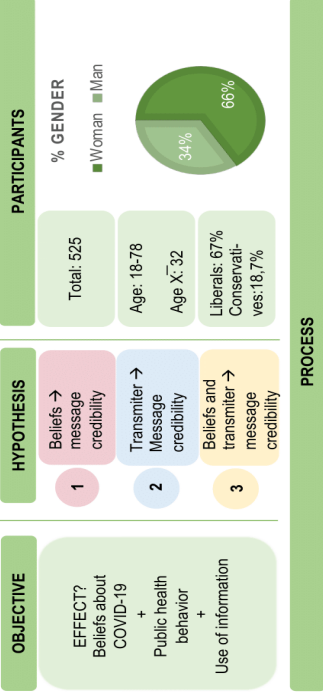 OBJECTIVE
EFFECT?
Beliefs about
COVID-19
+
Public health
behavior
+
Use of information
HYPOTHESIS
1
Beliefs →
message
credibility
2
Transmiter →
Message
credibility
3
Beliefs and
transmiter →
message
credibility
PARTICIPANTS
Total: 525
Age: 18-78
Age X̅ 32
Liberals: 67%
Conservati-
ves:18,7%
% GENDER
Woman Man
34%
66%
PROCESS